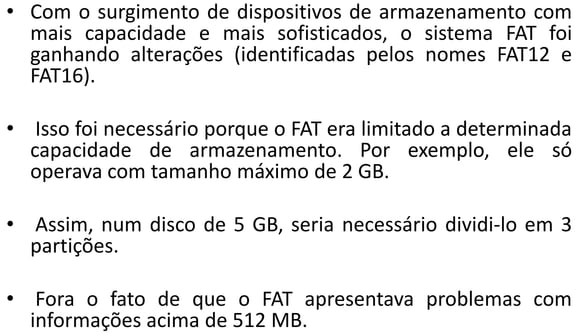 • Com o surgimento de dispositivos de armazenamento com
mais capacidade e mais sofisticados, o sistema FAT foi
ganhando alterações (identificadas pelos nomes FAT12 e
FAT16).
• Isso foi necessário porque o FAT era limitado a determinada
capacidade de armazenamento. Por exemplo, ele só
operava com tamanho máximo de 2 GB.
• Assim, num disco de 5 GB, seria necessário dividi-lo em 3
partições.
• Fora o fato de que o FAT apresentava problemas com
informações acima de 512 MB.